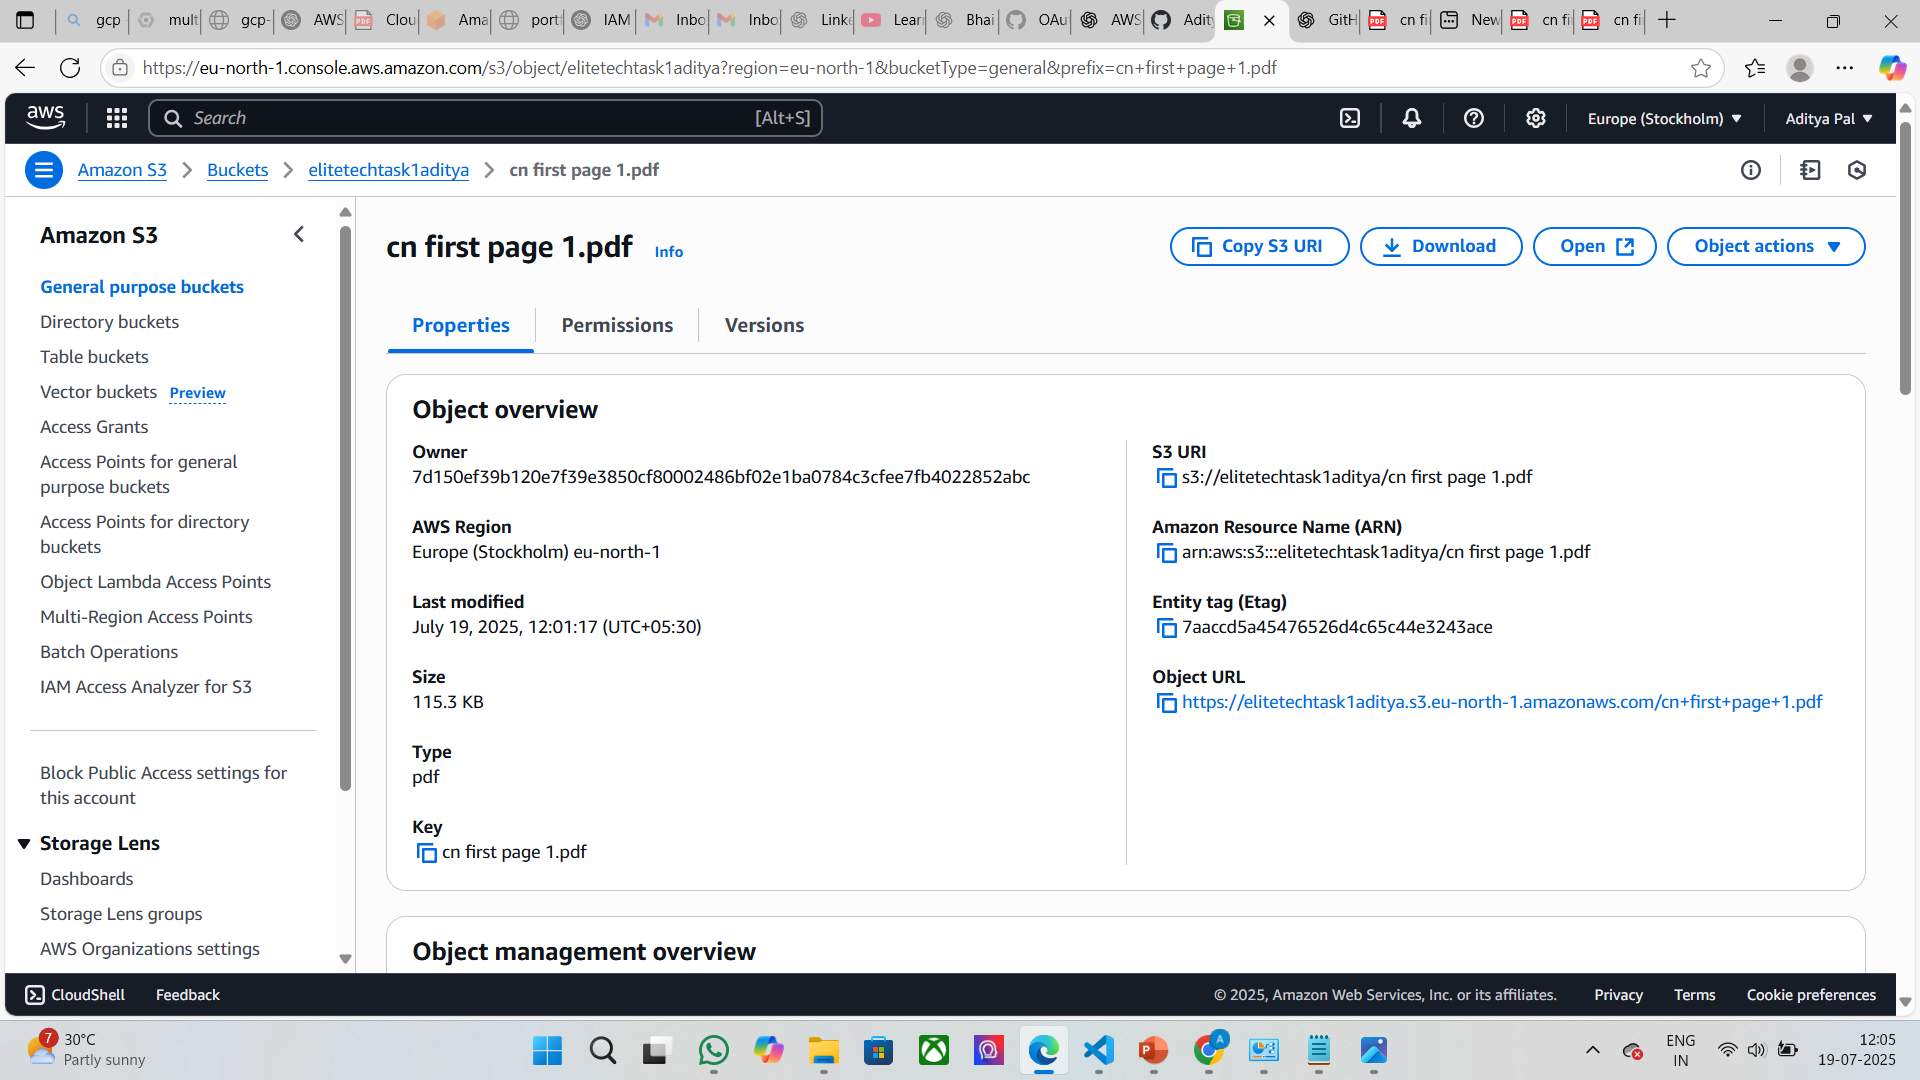 gcp
mult
gcp-
AWS
Clou
Ama
port
IAM
Inbo
Inbo
Linke
Lear
Bhai
OAu
AWS
Adity
GitH
cn fi
New
cn fi
cn fi
https://eu-north-1.console.aws.amazon.com/s3/object/elitetechtask1aditya?region=eu-north-1&bucketType=general&prefix=cn+first+page+1.pdf
aws
Search
[Alt+S]
Europe (Stockholm)
Aditya Pal
Amazon S3
Buckets
elitetechtask1aditya
cn first page 1.pdf
Amazon S3
General purpose buckets
Directory buckets
Table buckets
Vector buckets Preview
Access Grants
Access Points for general
purpose buckets
Access Points for directory
buckets
Object Lambda Access Points
Multi-Region Access Points
Batch Operations
IAM Access Analyzer for S3
Block Public Access settings for
this account
Storage Lens
Dashboards
Storage Lens groups
AWS Organizations settings
cn first page 1.pdf Info
Copy S3 URI
Download
Open
Object actions
Properties
Permissions
Versions
Object overview
Owner
7d150ef39b120e7f39e3850cf80002486bf02e1ba0784c3cfee7fb4022852abc
AWS Region
Europe (Stockholm) eu-north-1
Last modified
July 19, 2025, 12:01:17 (UTC+05:30)
Size
115.3 KB
Type
pdf
Key
cn first page 1.pdf
S3 URI
s3://elitetechtask1aditya/cn first page 1.pdf
Amazon Resource Name (ARN)
arn:aws:s3:::elitetechtask1aditya/cn first page 1.pdf
Entity tag (Etag)
7aaccd5a45476526d4c65c44e3243ace
Object URL
https://elitetechtask1aditya.s3.eu-north-1.amazonaws.com/cn+first+page+1.pdf
Object management overview
CloudShell
Feedback
© 2025, Amazon Web Services, Inc. or its affiliates.
Privacy
Terms
Cookie preferences
7
30°C
Partly sunny
A
ENG
IN
12:05
19-07-2025